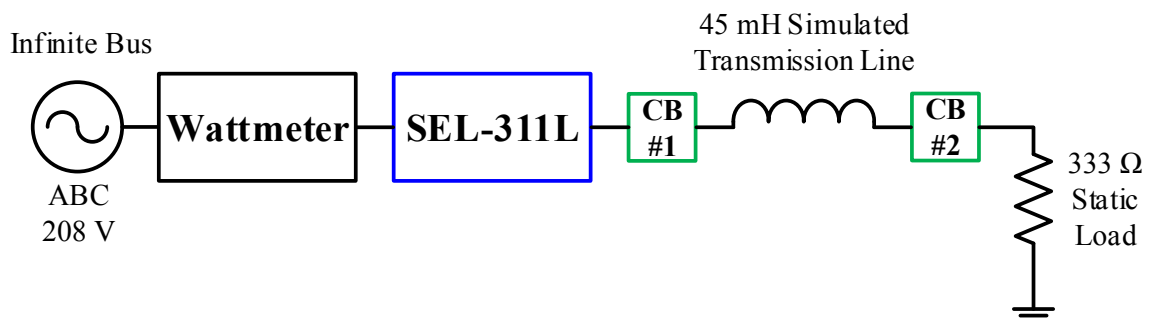 Infinite Bus
ABC
208 V
Wattmeter
SEL-311L
CB
#1
45 mH Simulated
Transmission Line
CB
#2
333 Ω
Static
Load